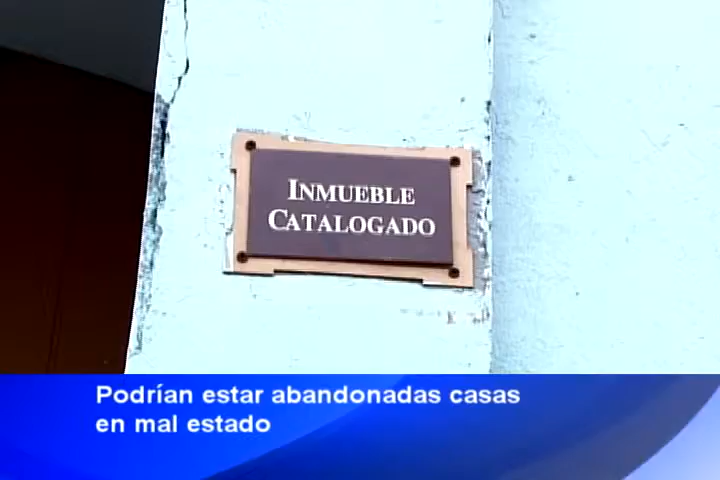 INMUEBLE
CATALOGADO
Podrían estar abandonadas casas
en mal estado